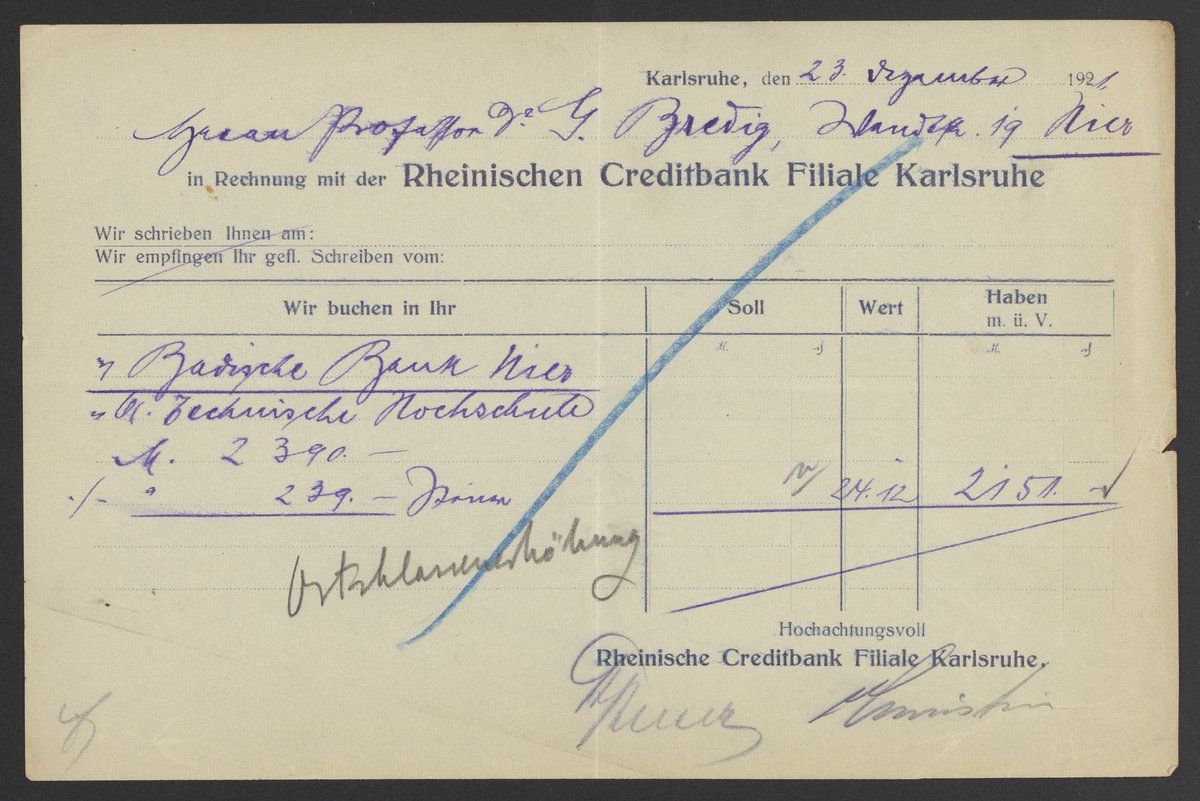 Karlsruhe, den 23. Dezember 1921.
Herrn Professor Dr. G. Bredig, Wendtstr. 19 Hier
in Rechnung mit der Rheinischen Creditbank Filiale Karlsruhe
Wir schrieben Ihnen am:
Wir empfingen Ihr gefl. Schreiben vom:
Wir buchen in Ihr Soll Wert Haben
m. ü. V.
M. ₰ M. ₰
" Badische Bank Hier
" K. Technische Hochschule
M. 2390.—
./. " 239.— 24.12 2151.—
Ortsklassenerhöhung
Hochachtungsvoll
Rheinische Creditbank Filiale Karlsruhe.